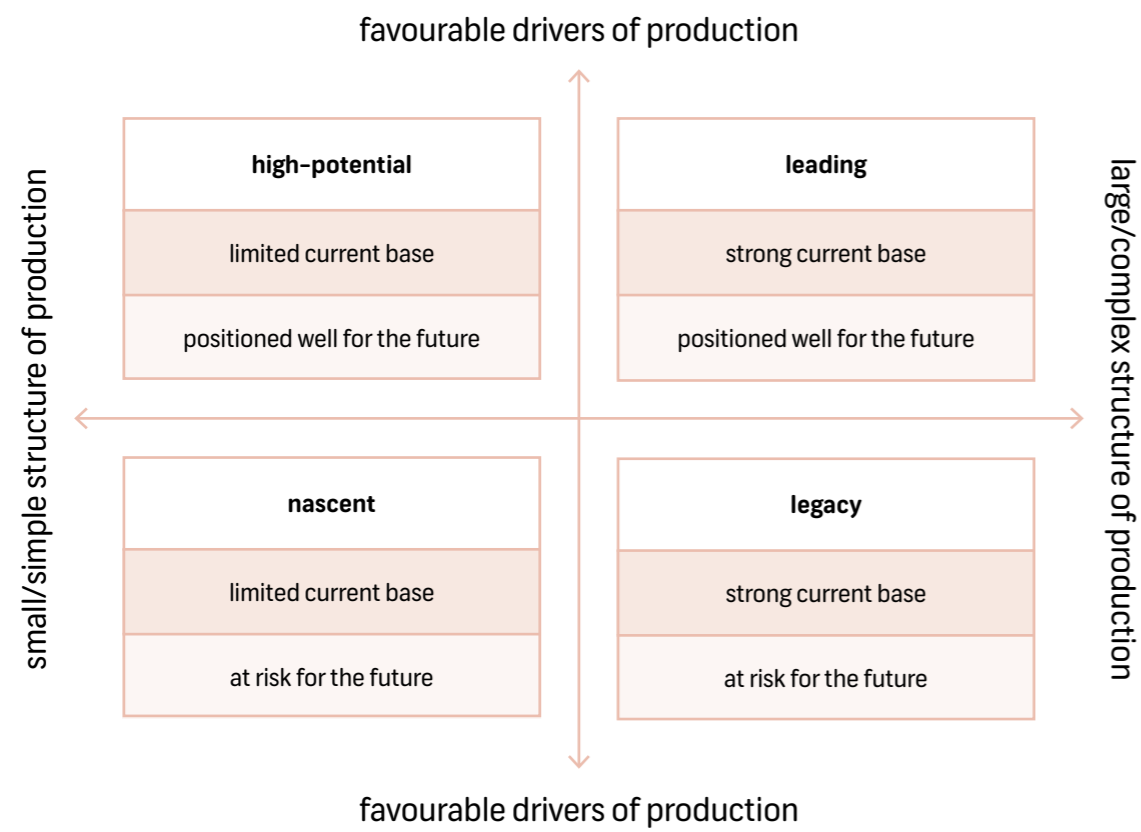 favourable drivers of production
small/simple structure of production
high-potential
limited current base
positioned well for the future
leading
strong current base
positioned well for the future
nascent
limited current base
at risk for the future
legacy
strong current base
at risk for the future
large/complex structure of production
favourable drivers of production